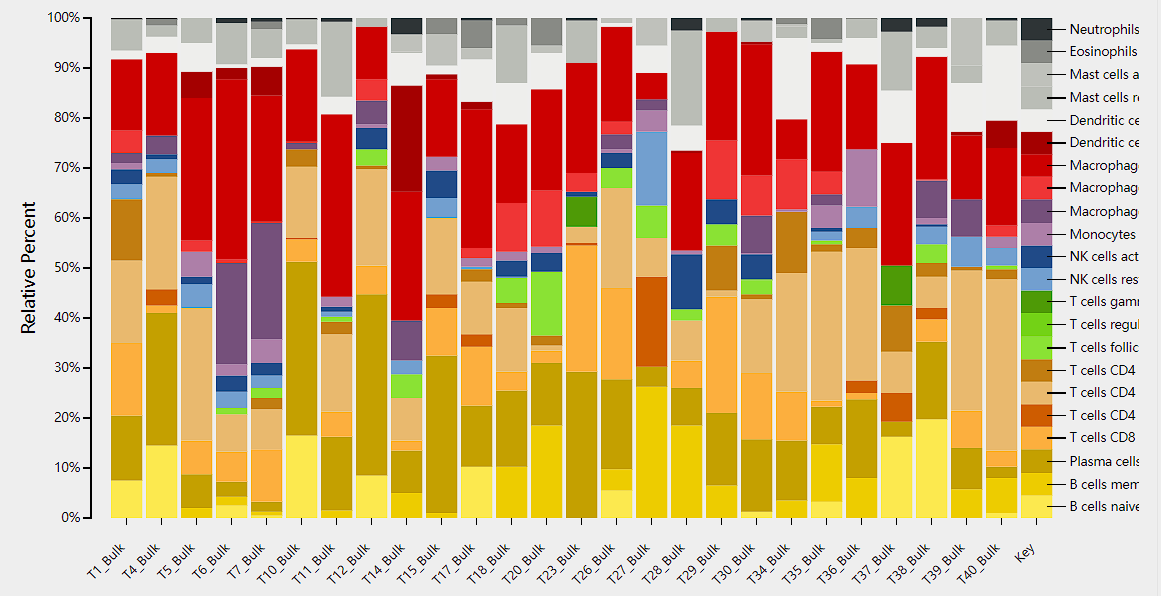 100%
90%
80%
70%
60%
50%
40%
30%
20%
10%
0%
Relative Percent
T1_Bulk
T4_Bulk
T5_Bulk
T6_Bulk
T7_Bulk
T10_Bulk
T11_Bulk
T12_Bulk
T14_Bulk
T15_Bulk
T17_Bulk
T18_Bulk
T20_Bulk
T23_Bulk
T26_Bulk
T27_Bulk
T28_Bulk
T29_Bulk
T30_Bulk
T34_Bulk
T35_Bulk
T36_Bulk
T37_Bulk
T38_Bulk
T39_Bulk
T40_Bulk
Key
Neutrophils
Eosinophils
Mast cells a
Mast cells re
Dendritic ce
Dendritic ce
Macrophag
Macrophag
Macrophag
Monocytes
NK cells act
NK cells res
T cells gamr
T cells regul
T cells follic
T cells CD4
T cells CD4
T cells CD4
T cells CD8
Plasma cells
B cells mem
B cells naive